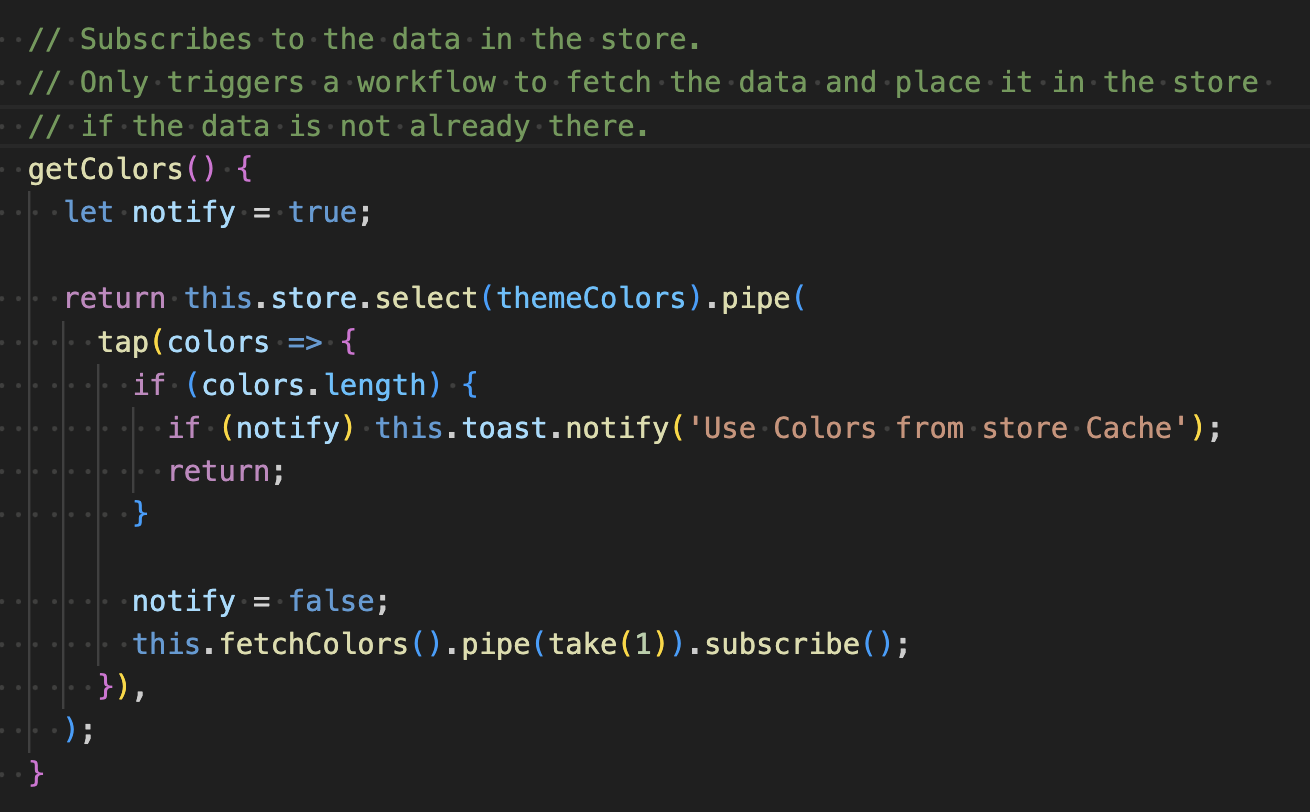 // Subscribes to the data in the store.
// Only triggers a workflow to fetch the data and place it in the store
// if the data is not already there.
getColors() {
let notify = true;
return this.store.select(themeColors).pipe(
tap(colors => {
if (colors.length) {
if (notify) this.toast.notify('Use Colors from store Cache');
return;
}
notify = false;
this.fetchColors().pipe(take(1)).subscribe();
}),
);
}